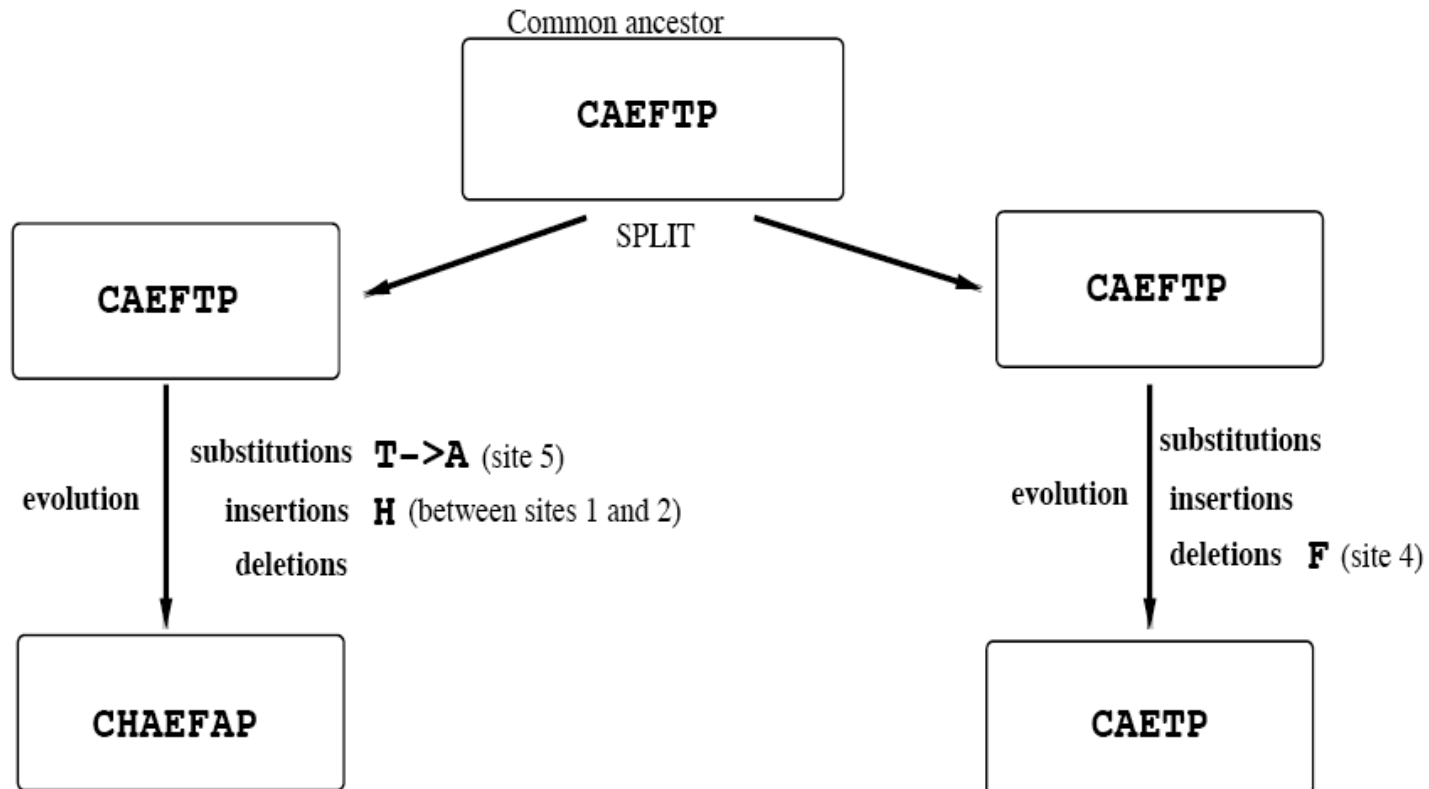 Common ancestor
CAEFTP
SPLIT
CAEFTP
CAEFTP
evolution
substitutions T->A (site 5)
insertions H (between sites 1 and 2)
deletions
evolution
substitutions
insertions
deletions F (site 4)
CHAEFAP
CAETP